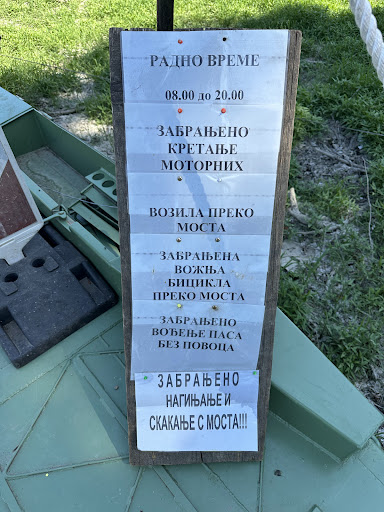 РАДНО ВРЕМЕ
08.00 до 20.00
ЗАБРАЊЕНО
КРЕТАЊЕ
МОТОРНИХ
ВОЗИЛА ПРЕКО
МОСТА
ЗАБРАЊЕНА
ВОЖЊА
БИЦИКЛА
ПРЕКО МОСТА
ЗАБРАЊЕНО
ВОЂЕЊЕ ПАСА
БЕЗ ПОВОЦА
ЗАБРАЊЕНО
НАГИЊАЊЕ И
СКАКАЊЕ С МОСТА!!!